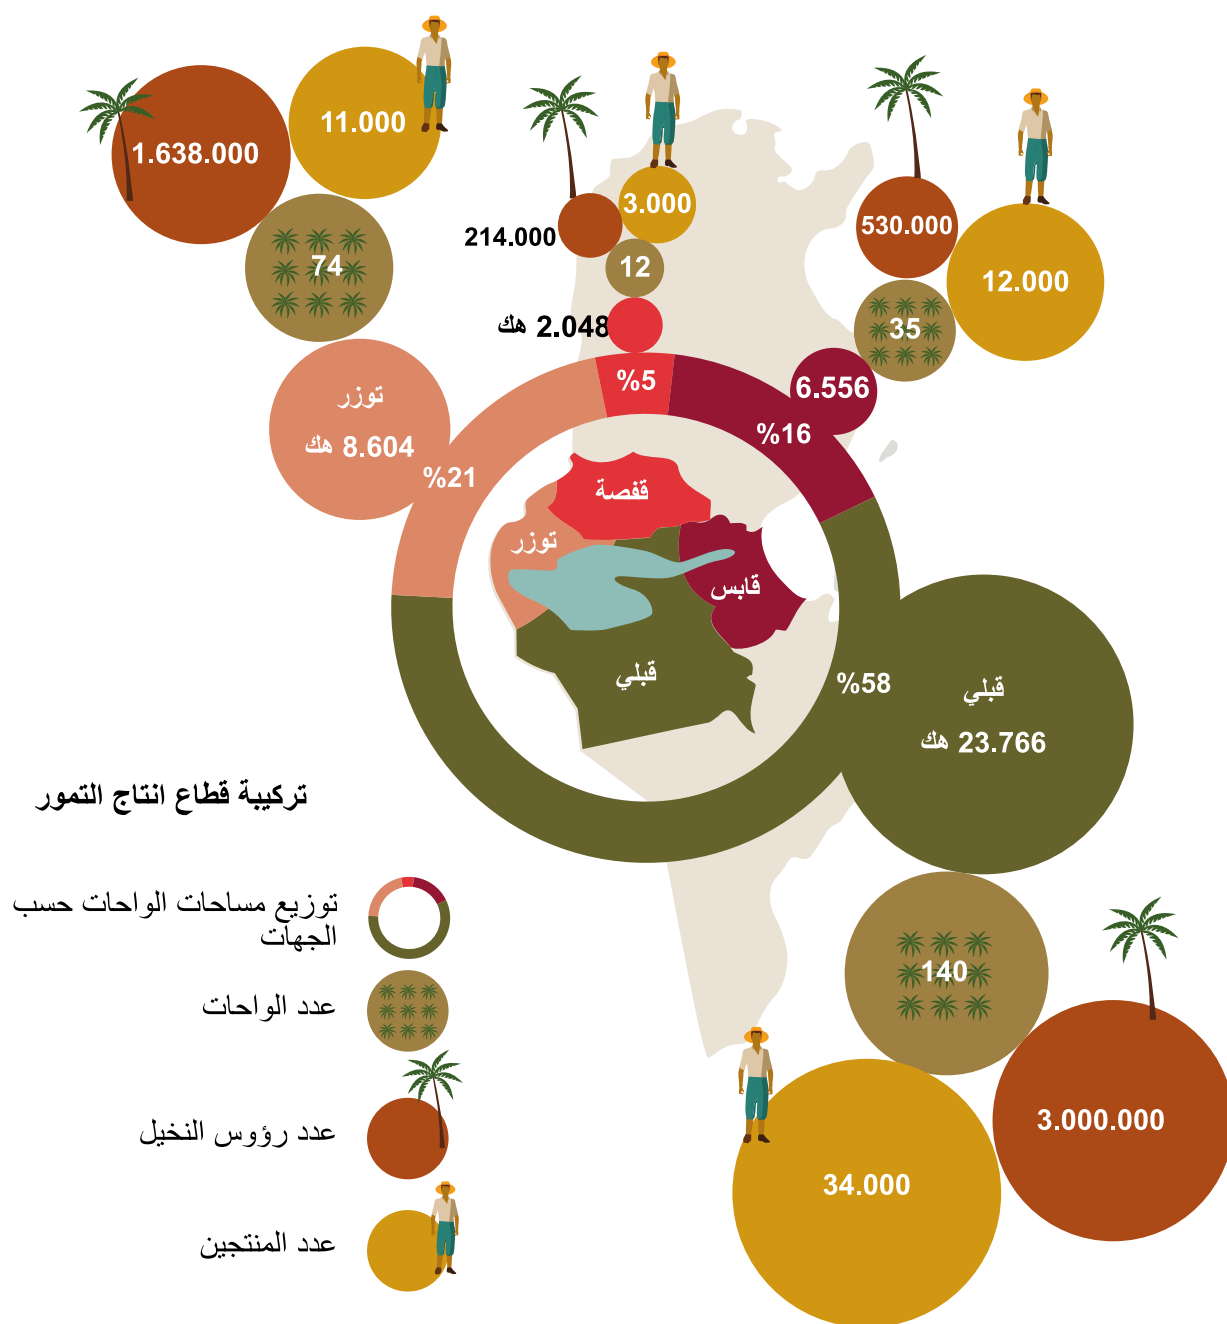 11.000
1.638.000
74
توزر
8.604 هك
%21
3.000
214.000
12
2.048 هك
%5
530.000
12.000
35
6.556
%16
قفصة
توزر
قابس
قبلي
%58
قبلي
23.766 هك
140
3.000.000
34.000
تركيبة قطاع انتاج التمور
توزيع مساحات الواحات حسب
الجهات
عدد الواحات
عدد رؤوس النخيل
عدد المنتجين